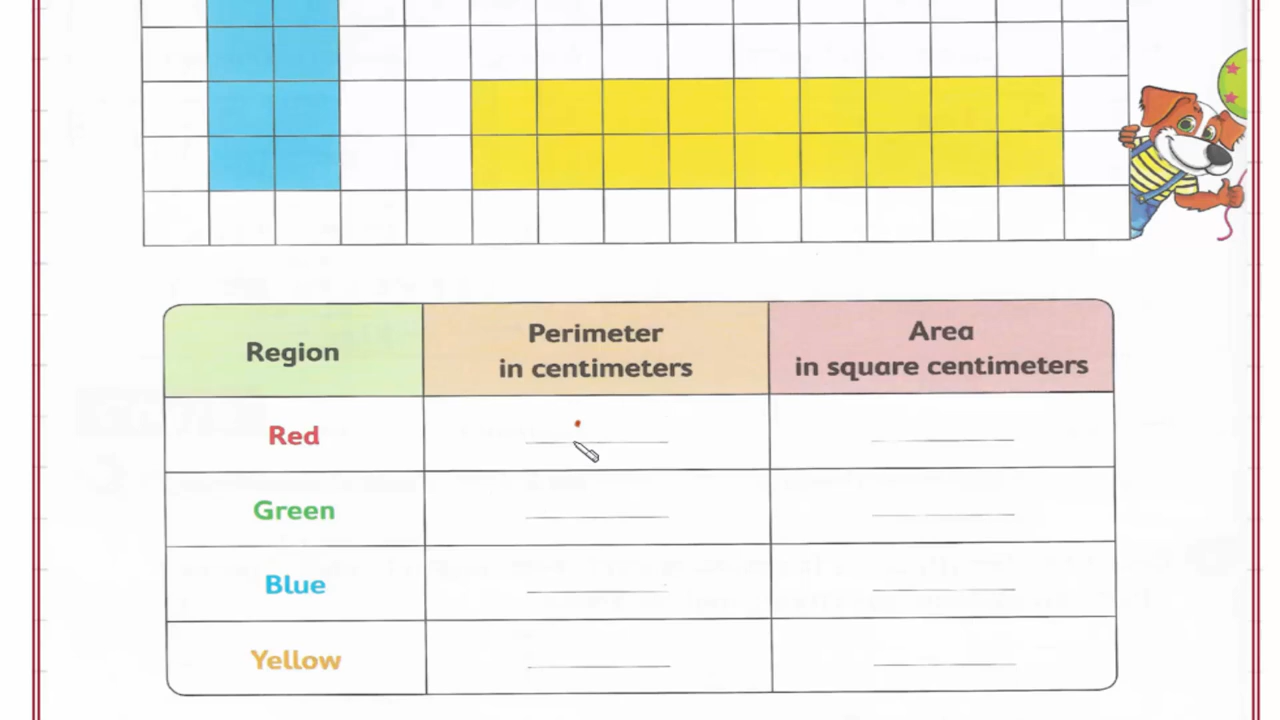 Region
Perimeter
in centimeters
Area
in square centimeters
Red
Green
Blue
Yellow